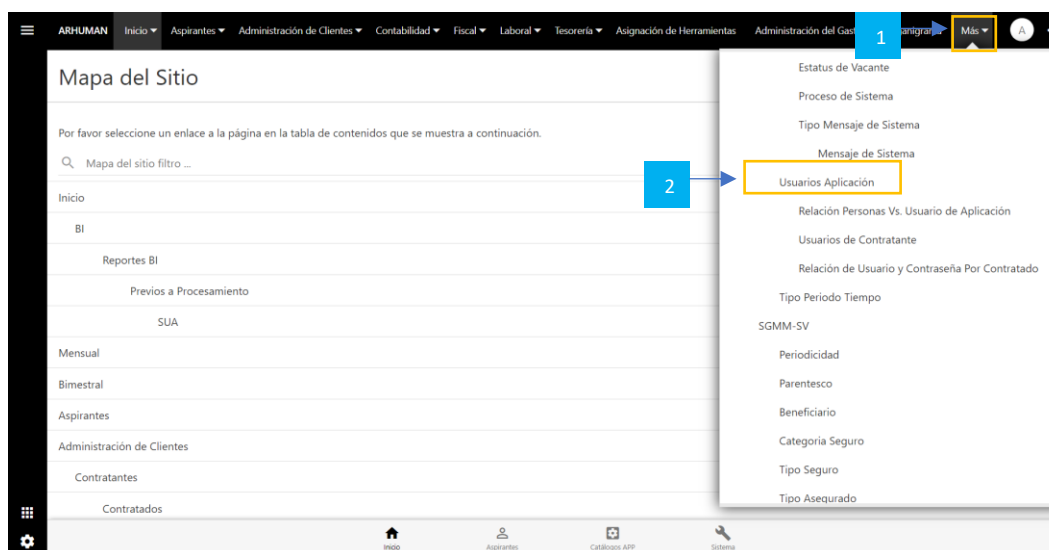 ARHUMAN Inicio Aspirantes Administración de Clientes Contabilidad Fiscal Laboral Tesorería Asignación de Herramientas Administración del Gas Más A
1
Mapa del Sitio
Por favor seleccione un enlace a la página en la tabla de contenidos que se muestra a continuación.
Mapa del sitio filtro ...
Inicio
BI
Reportes BI
Previos a Procesamiento
SUA
Mensual
Bimestral
Aspirantes
Administración de Clientes
Contratantes
Contratados
Estatus de Vacante
Proceso de Sistema
Tipo Mensaje de Sistema
Mensaje de Sistema
2
Usuarios Aplicación
Relación Personas Vs. Usuario de Aplicación
Usuarios de Contratante
Relación de Usuario y Contraseña Por Contratado
Tipo Periodo Tiempo
SGMM-SV
Periodicidad
Parentesco
Beneficiario
Categoria Seguro
Tipo Seguro
Tipo Asegurado
Inicio Aspirantes Catálogos APP Sistema